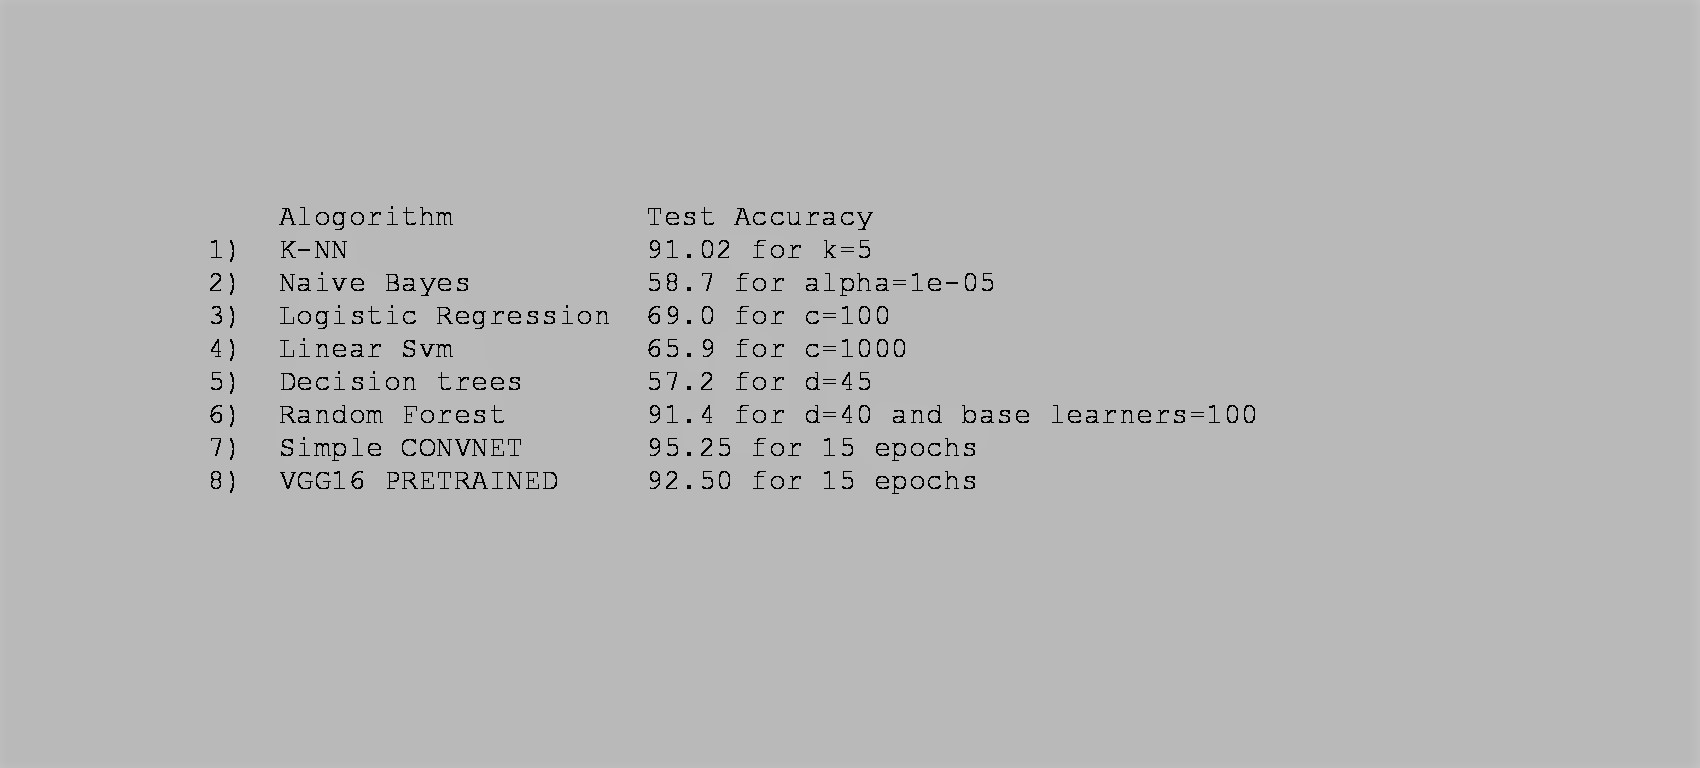 Alogorithm Test Accuracy
1) K-NN 91.02 for k=5
2) Naive Bayes 58.7 for alpha=1e-05
3) Logistic Regression 69.0 for c=100
4) Linear Svm 65.9 for c=1000
5) Decision trees 57.2 for d=45
6) Random Forest 91.4 for d=40 and base learners=100
7) Simple CONVNET 95.25 for 15 epochs
8) VGG16 PRETRAINED 92.50 for 15 epochs